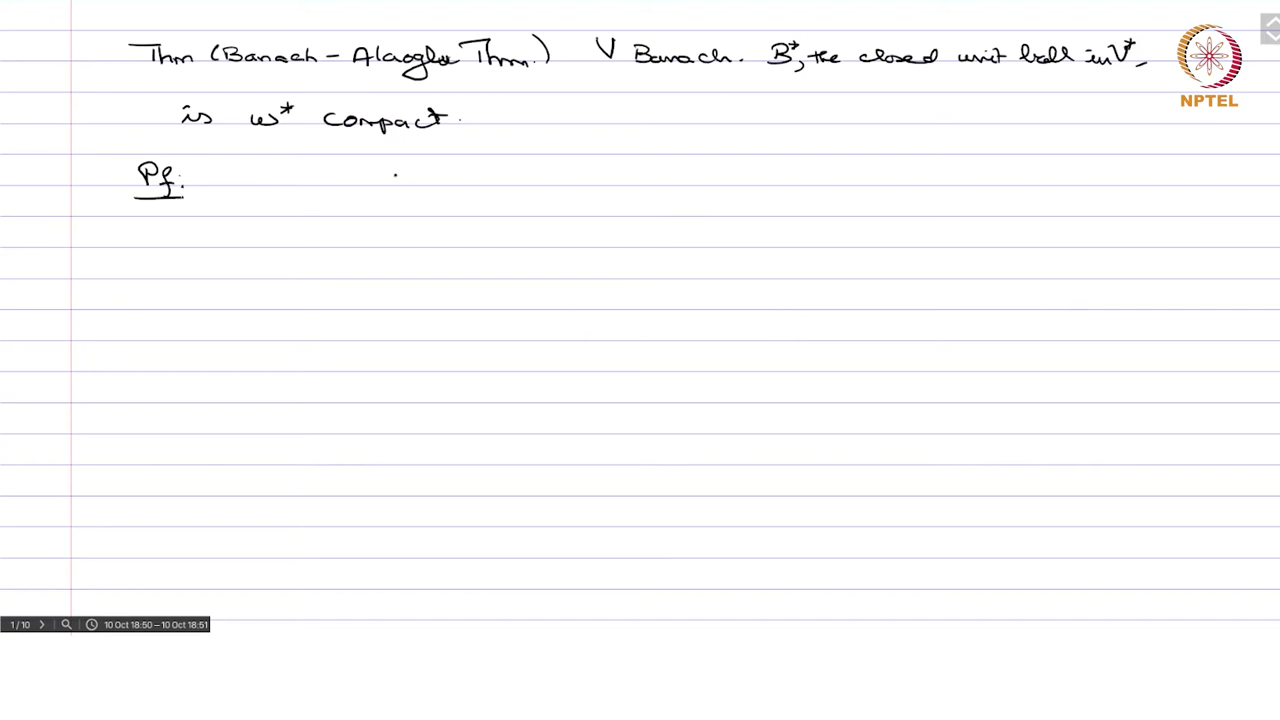 Thm (Banach-Alaoglu Thm.) V Banach. B*, the closed unit ball in V*,
is w* compact.
Pf:
NPTEL
1/10 10 Oct 18:50 – 10 Oct 18:51